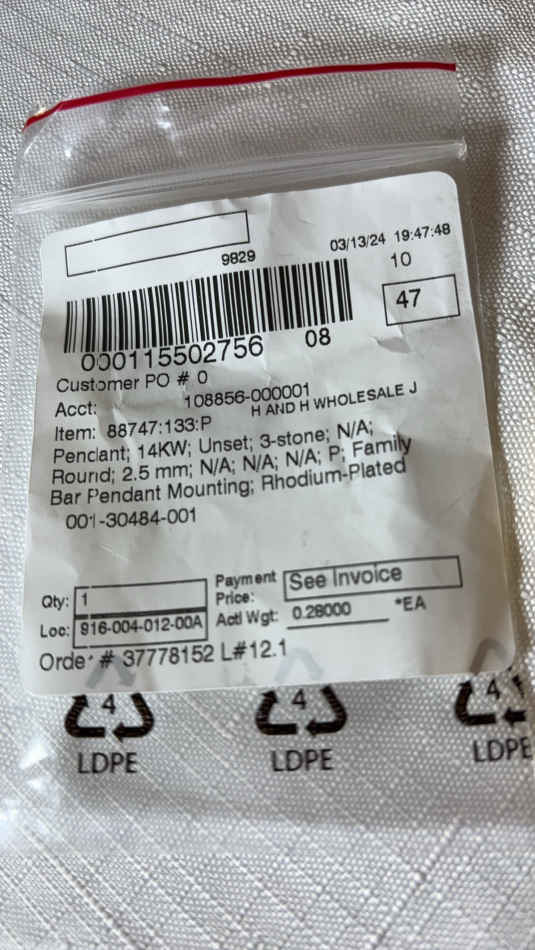 03/13/24 19:47:48
9829
10
47
000115502756 08
Customer PO # 0
Acct: 108856-000001
H AND H WHOLESALE J
Item: 88747:133:P
Pendant; 14KW; Unset; 3-stone; N/A;
Round; 2.5 mm; N/A; N/A; N/A; P; Family
Bar Pendant Mounting; Rhodium-Plated
001-30484-001
Qty: 1
Payment Price: See Invoice
Loc: 916-004-012-00A
Actl Wgt: 0.28000 *EA
Order # 37778152 L#12.1
4 4 4
LDPE LDPE LDPE